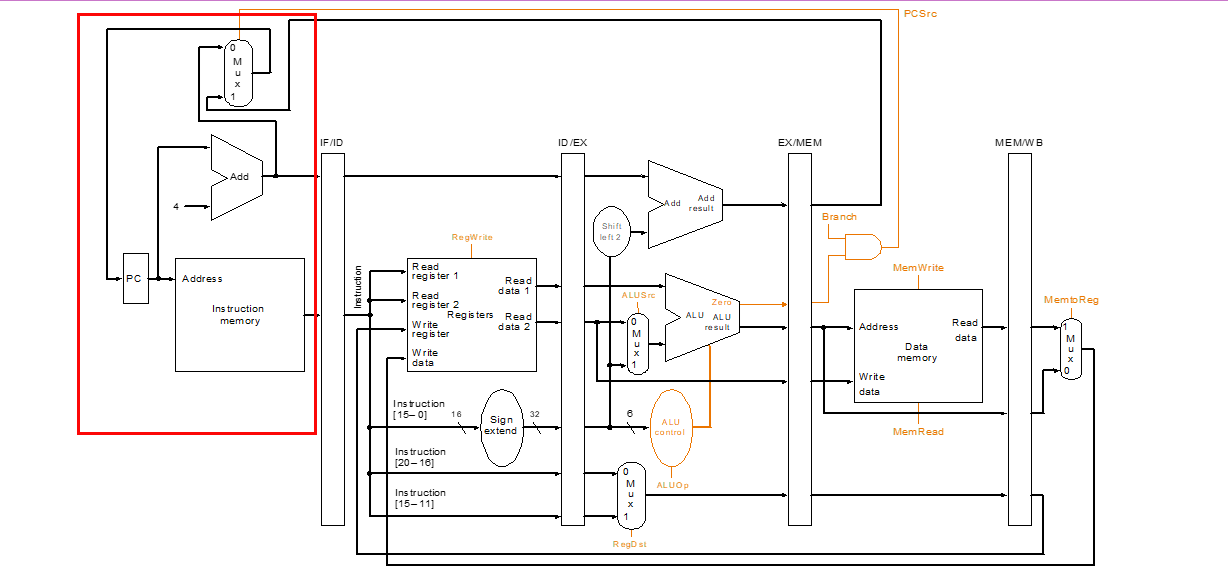 PCSrc
0
M
u
x
1
IF/ID
ID/EX
EX/MEM
MEM/WB
Add
4
PC
Address
Instruction
memory
Instruction
RegWrite
Read
register 1
Read
register 2
Write
register
Write
data
Registers
Read
data 1
Read
data 2
Instruction
[15–0]
16
Sign
extend
32
Instruction
[20–16]
Instruction
[15–11]
Shift
left 2
Add
Add
result
ALUSrc
0
M
u
x
1
Zero
ALU
ALU
result
6
ALU
control
ALUOp
0
M
u
x
1
RegDst
Branch
MemWrite
Address
Read
data
Data
memory
Write
data
MemRead
MemtoReg
1
M
u
x
0